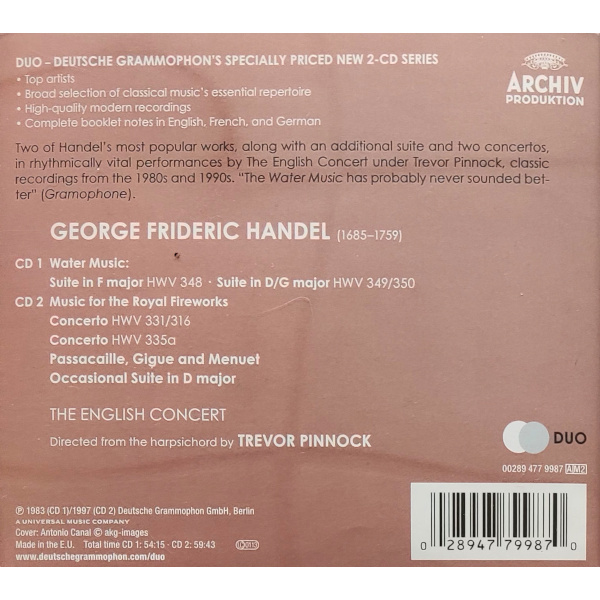 DUO – DEUTSCHE GRAMMOPHON'S SPECIALLY PRICED NEW 2-CD SERIES
• Top artists
• Broad selection of classical music's essential repertoire
• High-quality modern recordings
• Complete booklet notes in English, French, and German
ARCHIV
PRODUKTION
Two of Handel's most popular works, along with an additional suite and two concertos,
in rhythmically vital performances by The English Concert under Trevor Pinnock, classic
recordings from the 1980s and 1990s. "The Water Music has probably never sounded bet-
ter" (Gramophone).
GEORGE FRIDERIC HANDEL (1685–1759)
CD 1 Water Music:
Suite in F major HWV 348 · Suite in D/G major HWV 349/350
CD 2 Music for the Royal Fireworks
Concerto HWV 331/316
Concerto HWV 335a
Passacaille, Gigue and Menuet
Occasional Suite in D major
THE ENGLISH CONCERT
Directed from the harpsichord by TREVOR PINNOCK
DUO
00289 477 9987 AM2
℗ 1983 (CD 1)/1997 (CD 2) Deutsche Grammophon GmbH, Berlin
A UNIVERSAL MUSIC COMPANY
Cover: Antonio Canal © akg-images
Made in the E.U. Total time CD 1: 54:15 · CD 2: 59:43
www.deutschegrammophon.com/duo
0 28947 79987 0